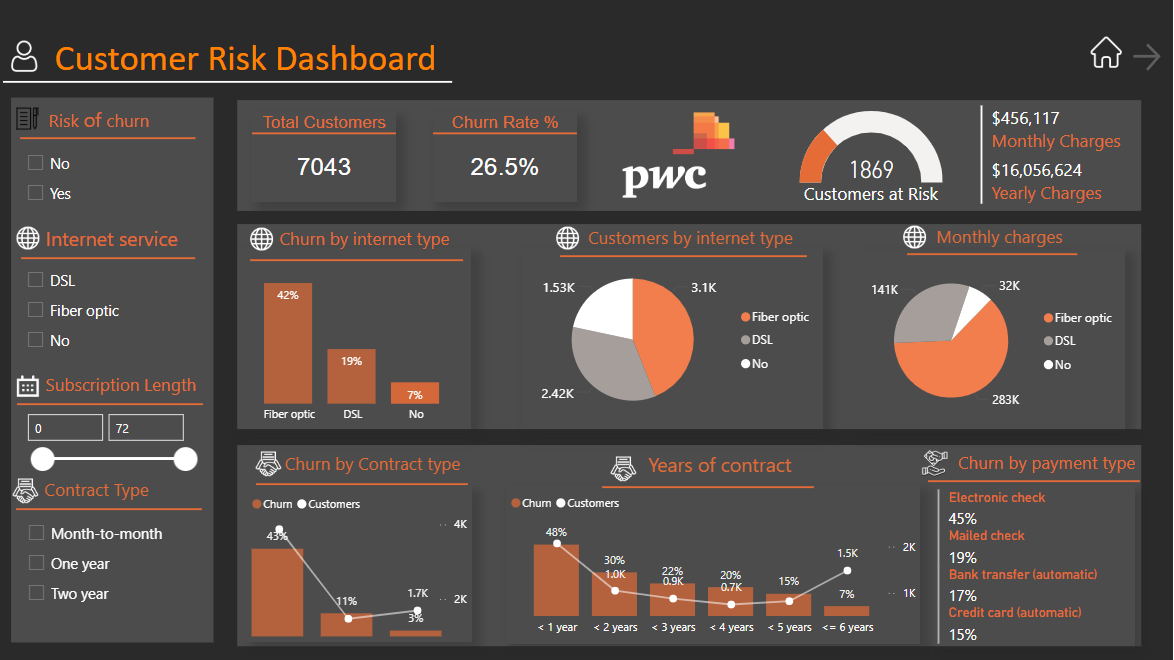 Customer Risk Dashboard
Risk of churn
No
Yes
Internet service
DSL
Fiber optic
No
Subscription Length
0 72
Contract Type
Month-to-month
One year
Two year
Total Customers
7043
Churn Rate %
26.5%
pwc
1869
Customers at Risk
$456,117
Monthly Charges
$16,056,624
Yearly Charges
Churn by internet type
42%
19%
7%
Fiber optic DSL No
Customers by internet type
1.53K 3.1K
2.42K
Fiber optic
DSL
No
Monthly charges
141K 32K
283K
Fiber optic
DSL
No
Churn by Contract type
Churn Customers
4K
43%
11% 1.7K 2K
3%
Years of contract
Churn Customers
48%
30% 22% 20% 15% 1.5K 2K
1.0K 0.9K 0.7K 7% 1K
< 1 year < 2 years < 3 years < 4 years < 5 years <= 6 years
Churn by payment type
Electronic check
45%
Mailed check
19%
Bank transfer (automatic)
17%
Credit card (automatic)
15%